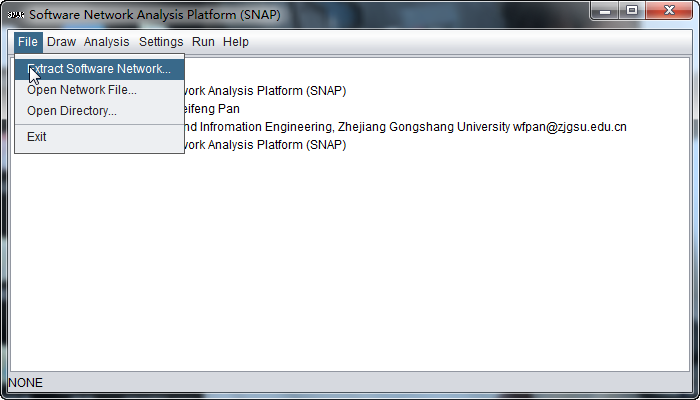 SNAP Software Network Analysis Platform (SNAP)
File Draw Analysis Settings Run Help
Extract Software Network...
Open Network File...
Open Directory...
Exit
work Analysis Platform (SNAP)
eifeng Pan
nd Infromation Engineering, Zhejiang Gongshang University wfpan@zjgsu.edu.cn
work Analysis Platform (SNAP)
NONE